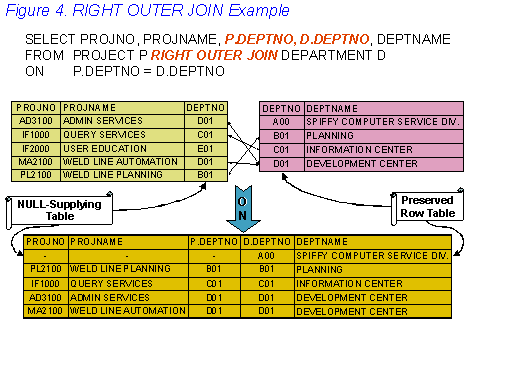 Figure 4. RIGHT OUTER JOIN Example
SELECT PROJNO, PROJNAME, P.DEPTNO, D.DEPTNO, DEPTNAME
FROM PROJECT P RIGHT OUTER JOIN DEPARTMENT D
ON P.DEPTNO = D.DEPTNO
PROJNO PROJNAME DEPTNO
AD3100 ADMIN SERVICES D01
IF1000 QUERY SERVICES C01
IF2000 USER EDUCATION E01
MA2100 WELD LINE AUTOMATION D01
PL2100 WELD LINE PLANNING B01
DEPTNO DEPTNAME
A00 SPIFFY COMPUTER SERVICE DIV.
B01 PLANNING
C01 INFORMATION CENTER
D01 DEVELOPMENT CENTER
NULL-Supplying
Table
O
N
Preserved
Row Table
PROJNO PROJNAME P.DEPTNO D.DEPTNO DEPTNAME
- - - A00 SPIFFY COMPUTER SERVICE DIV.
PL2100 WELD LINE PLANNING B01 B01 PLANNING
IF1000 QUERY SERVICES C01 C01 INFORMATION CENTER
AD3100 ADMIN SERVICES D01 D01 DEVELOPMENT CENTER
MA2100 WELD LINE AUTOMATION D01 D01 DEVELOPMENT CENTER